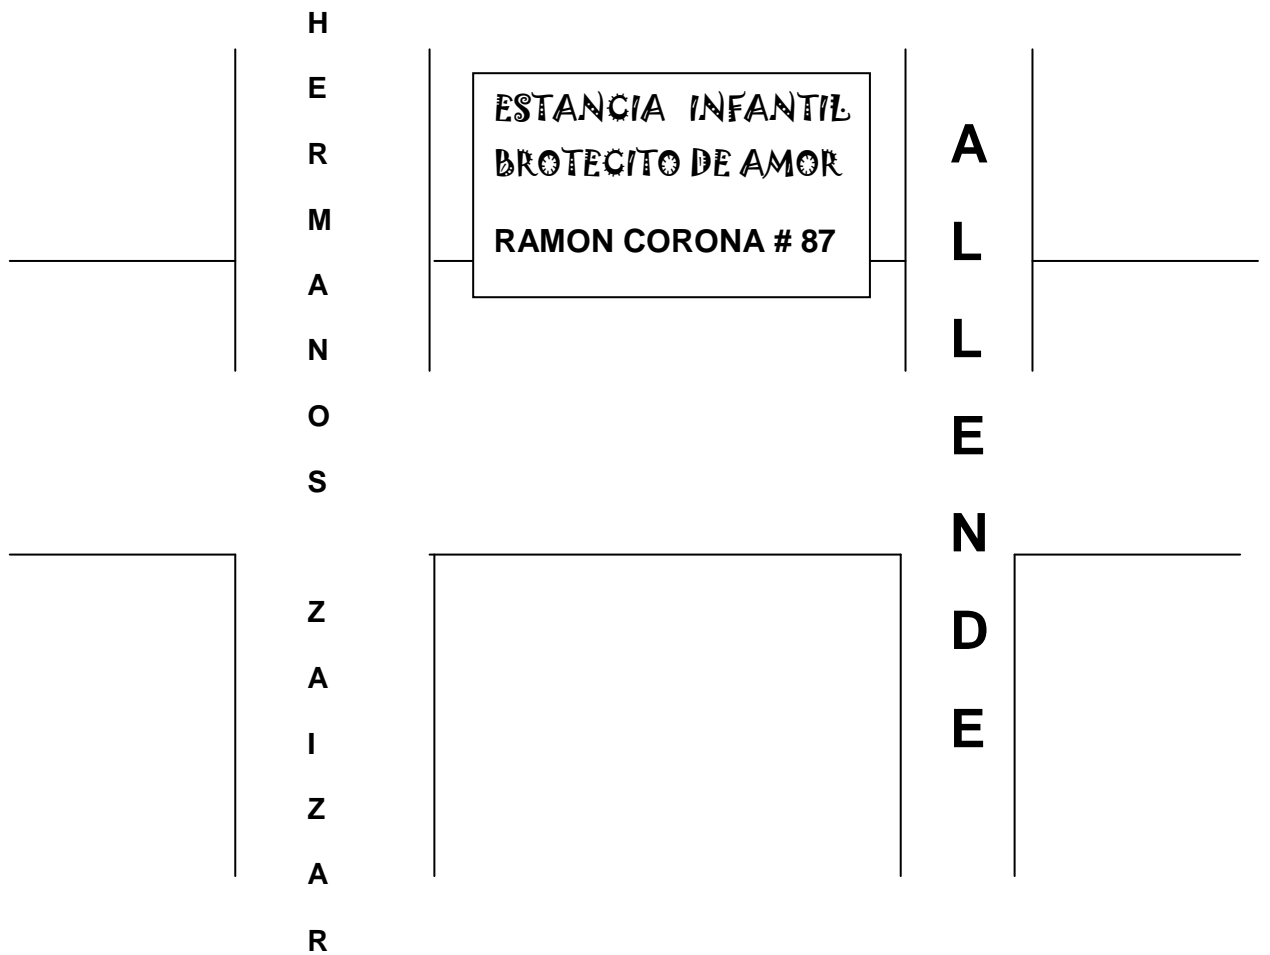 HERMANOS ZAIZAR
ESTANCIA INFANTIL
BROTECITO DE AMOR
RAMON CORONA # 87
ALLENDE